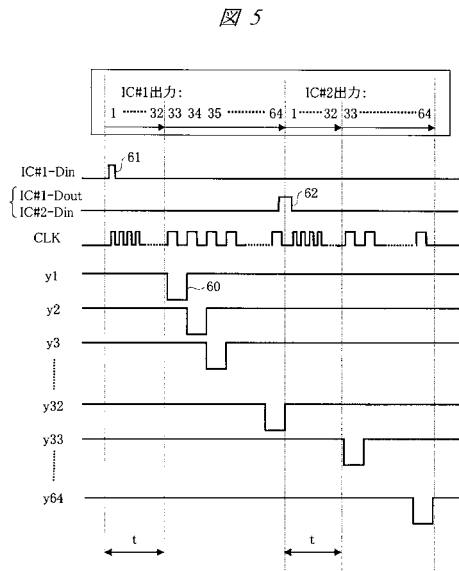 図 5
IC#1出力: IC#2出力:
1 ...... 32 33 34 35 ........ 64 1 ...... 32 33 .......... 64
IC#1-Din 61
IC#1-Dout
IC#2-Din 62
CLK
y1 60
y2
y3
y32
y33
y64
t t